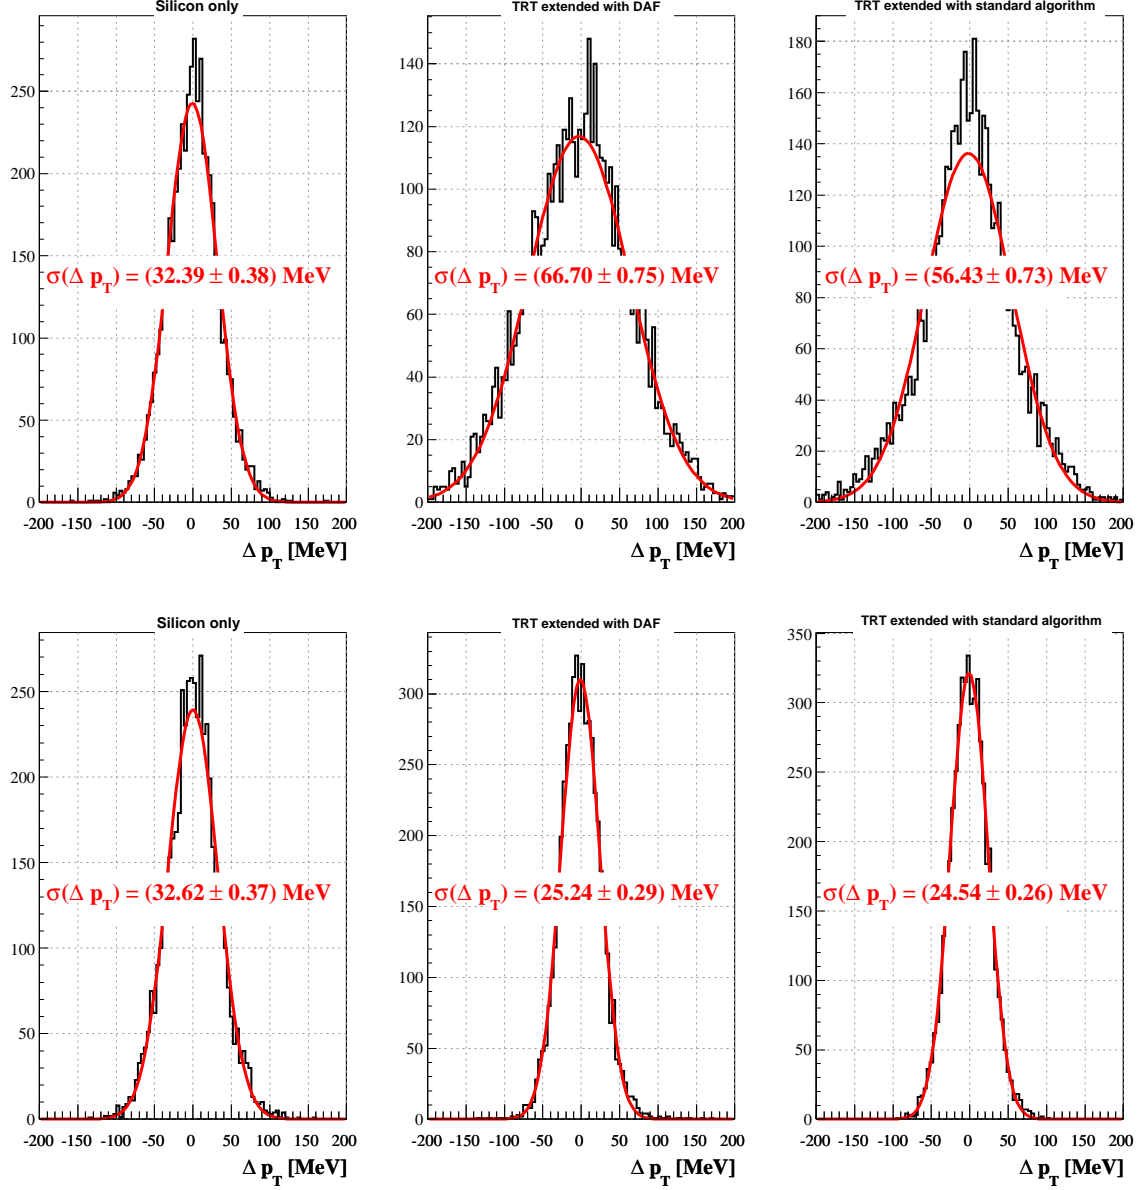 Silicon only
250
200
150
100
50
0
σ(Δ p_T) = (32.39 ± 0.38) MeV
-200 -150 -100 -50 0 50 100 150 200
Δ p_T [MeV]
TRT extended with DAF
140
120
100
80
60
40
20
0
σ(Δ p_T) = (66.70 ± 0.75) MeV
-200 -150 -100 -50 0 50 100 150 200
Δ p_T [MeV]
TRT extended with standard algorithm
180
160
140
120
100
80
60
40
20
0
σ(Δ p_T) = (56.43 ± 0.73) MeV
-200 -150 -100 -50 0 50 100 150 200
Δ p_T [MeV]
Silicon only
250
200
150
100
50
0
σ(Δ p_T) = (32.62 ± 0.37) MeV
-200 -150 -100 -50 0 50 100 150 200
Δ p_T [MeV]
TRT extended with DAF
300
250
200
150
100
50
0
σ(Δ p_T) = (25.24 ± 0.29) MeV
-200 -150 -100 -50 0 50 100 150 200
Δ p_T [MeV]
TRT extended with standard algorithm
350
300
250
200
150
100
50
0
σ(Δ p_T) = (24.54 ± 0.26) MeV
-200 -150 -100 -50 0 50 100 150 200
Δ p_T [MeV]